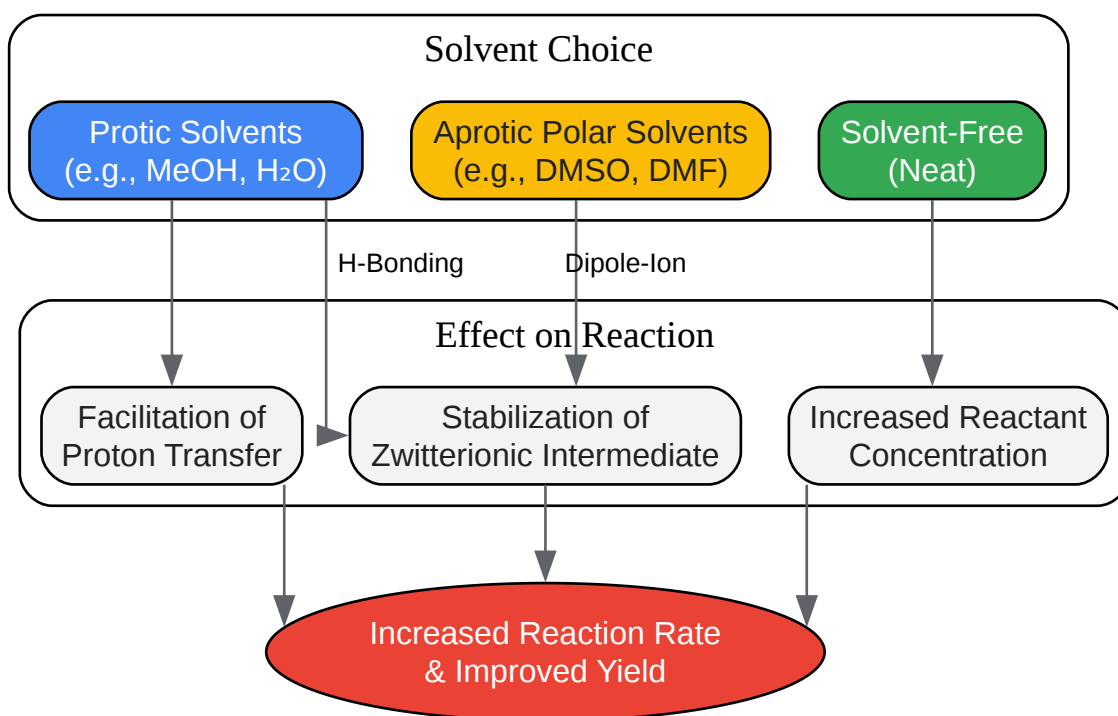 Solvent Choice
Protic Solvents
(e.g., MeOH, H₂O)
Aprotic Polar Solvents
(e.g., DMSO, DMF)
Solvent-Free
(Neat)
H-Bonding
Dipole-Ion
Effect on Reaction
Facilitation of
Proton Transfer
Stabilization of
Zwitterionic Intermediate
Increased Reactant
Concentration
Increased Reaction Rate
& Improved Yield